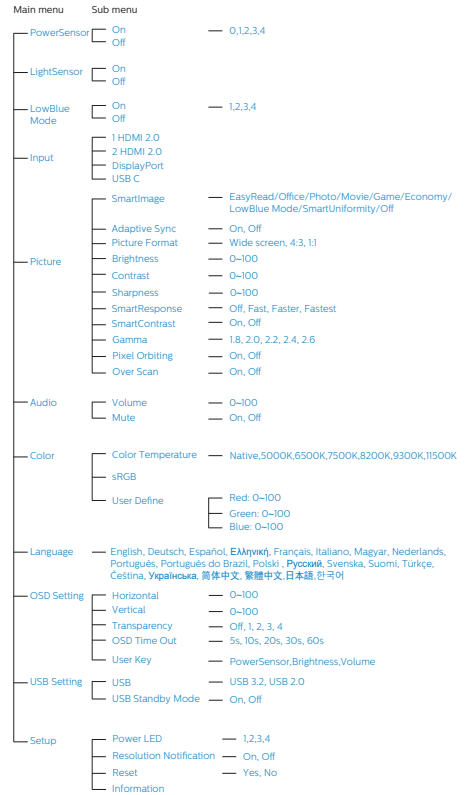 Main menu Sub menu
PowerSensor On 0,1,2,3,4
Off
LightSensor On
Off
LowBlue Mode On 1,2,3,4
Off
Input 1 HDMI 2.0
2 HDMI 2.0
DisplayPort
USB C
Picture SmartImage EasyRead/Office/Photo/Movie/Game/Economy/
LowBlue Mode/SmartUniformity/Off
Adaptive Sync On, Off
Picture Format Wide screen, 4:3, 1:1
Brightness 0~100
Contrast 0~100
Sharpness 0~100
SmartResponse Off, Fast, Faster, Fastest
SmartContrast On, Off
Gamma 1.8, 2.0, 2.2, 2.4, 2.6
Pixel Orbiting On, Off
Over Scan On, Off
Audio Volume 0~100
Mute On, Off
Color Color Temperature Native,5000K,6500K,7500K,8200K,9300K,11500K
sRGB
User Define Red: 0~100
Green: 0~100
Blue: 0~100
Language English, Deutsch, Español, Ελληνική, Français, Italiano, Magyar, Nederlands,
Português, Português do Brazil, Polski , Русский, Svenska, Suomi, Türkçe,
Čeština, Українська, 简体中文, 繁體中文,日本語,한국어
OSD Setting Horizontal 0~100
Vertical 0~100
Transparency Off, 1, 2, 3, 4
OSD Time Out 5s, 10s, 20s, 30s, 60s
User Key PowerSensor,Brightness,Volume
USB Setting USB USB 3.2, USB 2.0
USB Standby Mode On, Off
Setup Power LED 1,2,3,4
Resolution Notification On, Off
Reset Yes, No
Information